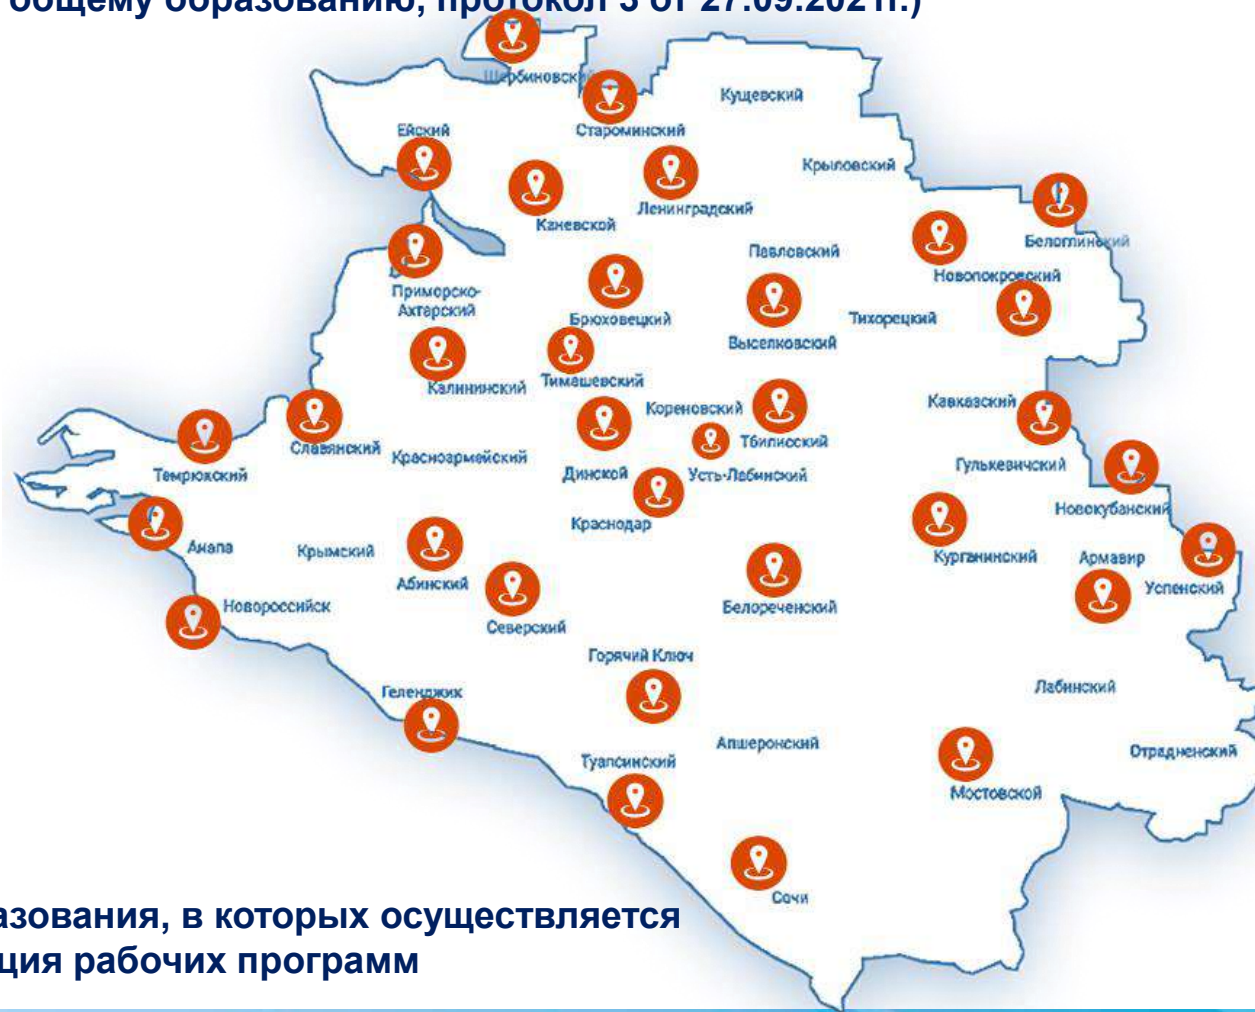 общему образованию, протокол 3 от 27.09.2021г.)
Щербиновский
Кущевский
Ейский
Староминский
Крыловский
Ленинградский
Каневской
Белоглинский
Павловский
Новопокровский
Приморско-
Ахтарский
Брюховецкий
Тихорецкий
Выселковский
Калининский
Тимашевский
Кавказский
Кореновский
Тбилисский
Славянский
Красноармейский
Гулькевичский
Темрюкский
Динской
Усть-Лабинский
Новокубанский
Краснодар
Анапа
Крымский
Курганинский
Армавир
Абинский
Успенский
Новороссийск
Белореченский
Северский
Горячий Ключ
Лабинский
Геленджик
Апшеронский
Отрадненский
Туапсинский
Мостовской
Сочи
азования, в которых осуществляется
ция рабочих программ